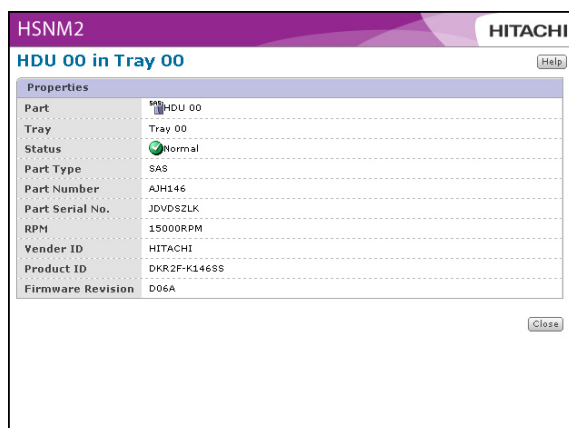 HSNM2
HITACHI
HDU 00 in Tray 00
Help
Properties
Part SAS HDU 00
Tray Tray 00
Status Normal
Part Type SAS
Part Number AJH146
Part Serial No. JDVDSZLK
RPM 15000RPM
Vender ID HITACHI
Product ID DKR2F-K146SS
Firmware Revision D06A
Close